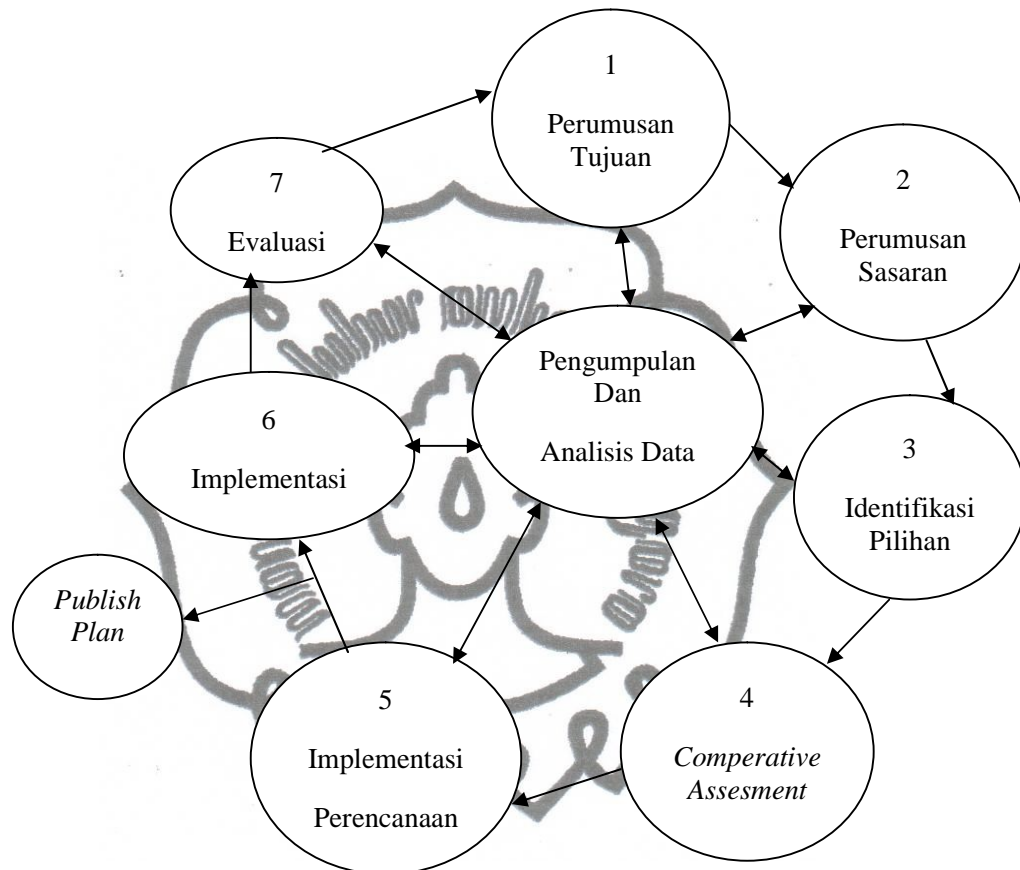 1
Perumusan
Tujuan
2
Perumusan
Sasaran
3
Identifikasi
Pilihan
4
Comperative
Assesment
5
Implementasi
Perencanaan
6
Implementasi
7
Evaluasi
Pengumpulan
Dan
Analisis Data
Publish
Plan